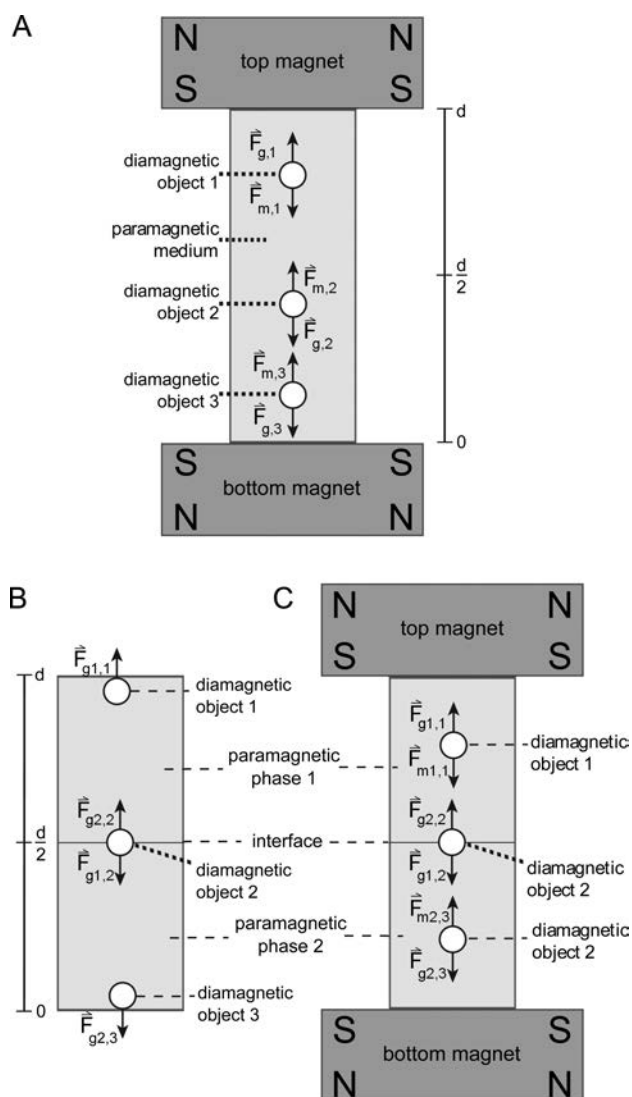 A
N N
top magnet
S S
d
F⃗g,1
diamagnetic
object 1
F⃗m,1
paramagnetic
medium
d
2
F⃗m,2
diamagnetic
object 2
F⃗g,2
F⃗m,3
diamagnetic
object 3
F⃗g,3
0
S S
bottom magnet
N N
B
F⃗g1,1
d
diamagnetic
object 1
paramagnetic
phase 1
F⃗g2,2
d
2
interface
F⃗g1,2
diamagnetic
object 2
paramagnetic
phase 2
0
diamagnetic
object 3
F⃗g2,3
C
N N
top magnet
S S
F⃗g1,1
diamagnetic
object 1
F⃗m1,1
F⃗g2,2
F⃗g1,2
diamagnetic
object 2
F⃗m2,3
diamagnetic
object 2
F⃗g2,3
S S
bottom magnet
N N